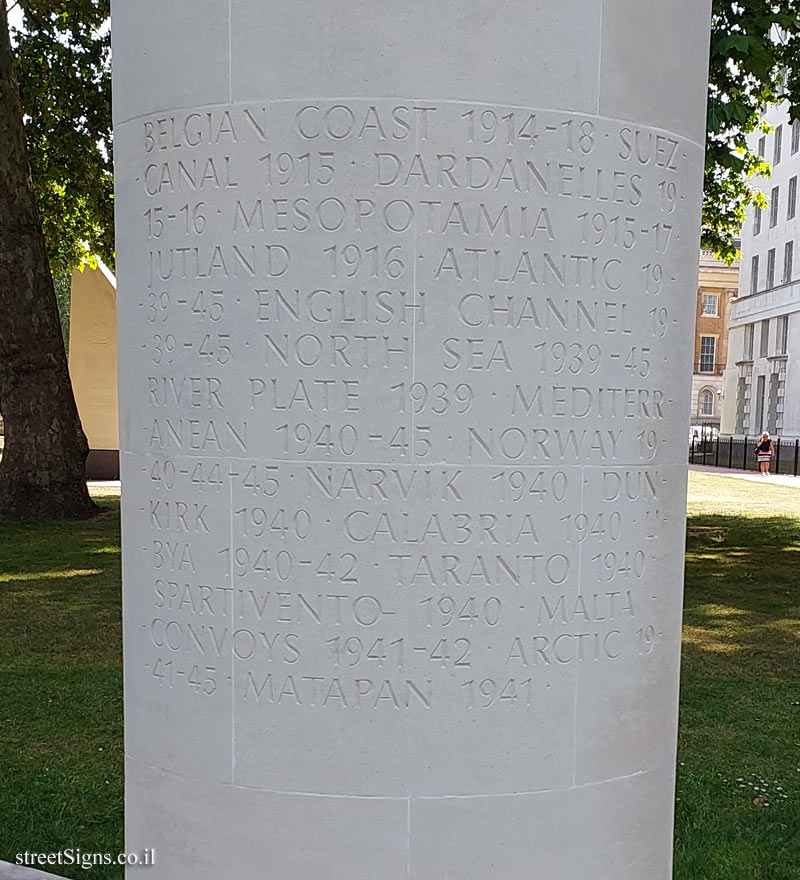 BELGIAN COAST 1914-18 · SUEZ ·
· CANAL 1915 · DARDANELLES 19 ·
15-16 · MESOPOTAMIA 1915-17 ·
JUTLAND 1916 · ATLANTIC 19 ·
· 39-45 · ENGLISH CHANNEL 19 ·
· 39-45 · NORTH SEA 1939-45 ·
RIVER PLATE 1939 · MEDITERR-
· ANEAN 1940-45 · NORWAY 19 ·
· 40-44-45 · NARVIK 1940 · DUN-
· KIRK 1940 · CALABRIA 1940 · LI-
· BYA 1940-42 · TARANTO 1940 ·
SPARTIVENTO- 1940 · MALTA ·
· CONVOYS 1941-42 · ARCTIC 19 ·
· 41-45 · MATAPAN 1941 ·
streetSigns.co.il